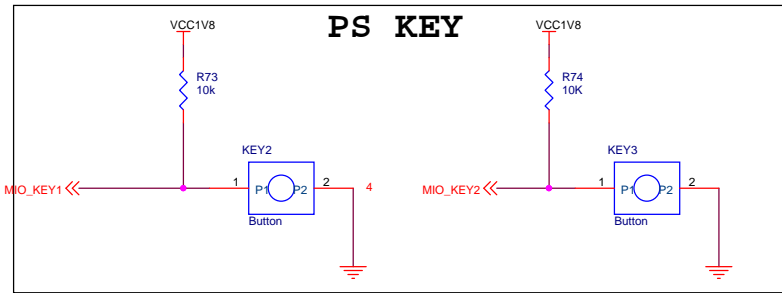 PS KEY
VCC1V8
VCC1V8
R73
10k
R74
10K
KEY2
KEY3
MIO_KEY1
1
P1
P2
2
4
MIO_KEY2
1
P1
P2
2
Button
Button